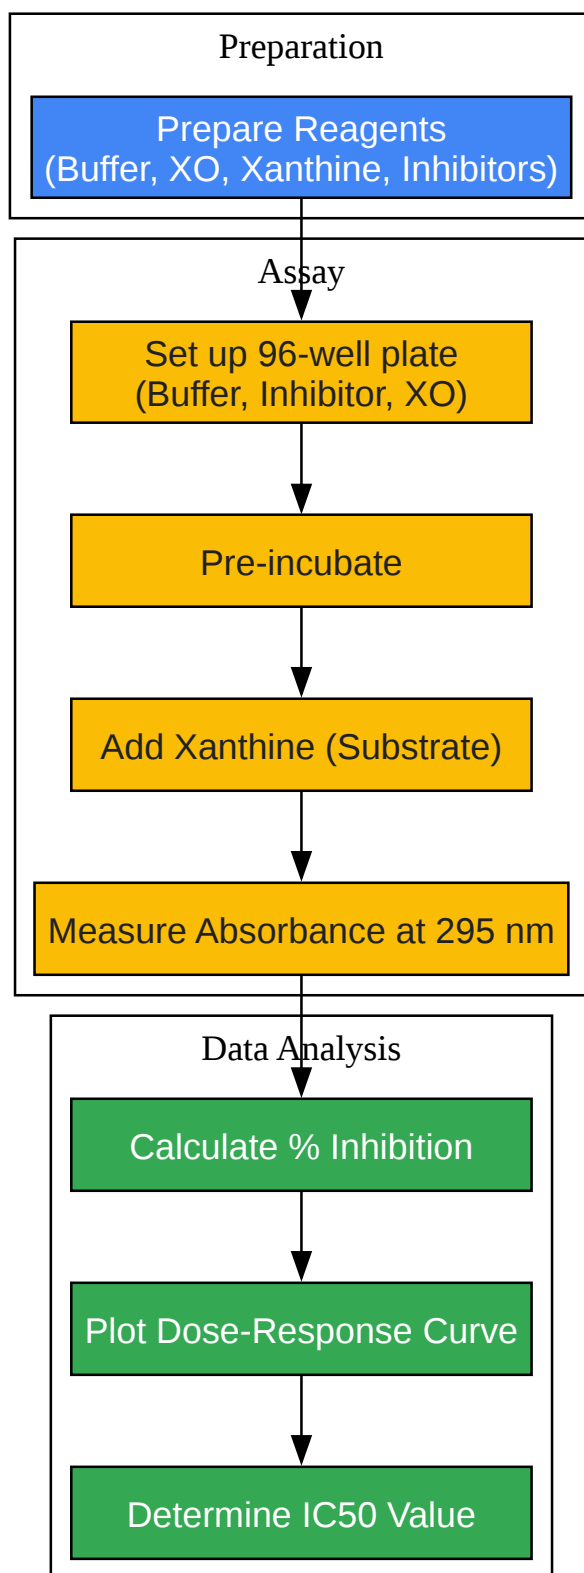 Preparation
Prepare Reagents
(Buffer, XO, Xanthine, Inhibitors)
Assay
Set up 96-well plate
(Buffer, Inhibitor, XO)
Pre-incubate
Add Xanthine (Substrate)
Measure Absorbance at 295 nm
Data Analysis
Calculate % Inhibition
Plot Dose-Response Curve
Determine IC50 Value